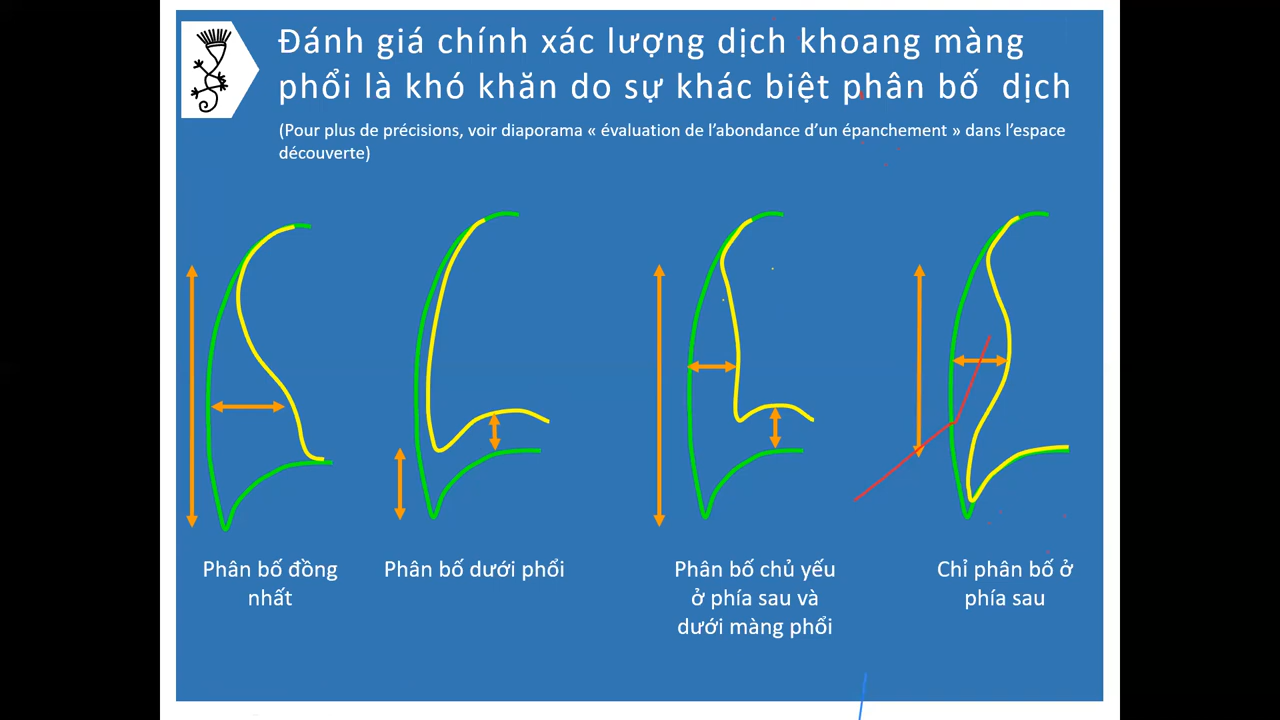 Đánh giá chính xác lượng dịch khoang màng
phổi là khó khăn do sự khác biệt phân bố dịch
(Pour plus de précisions, voir diaporama « évaluation de l’abondance d’un épanchement » dans l’espace
découverte)
Phân bố đồng
nhất
Phân bố dưới phổi
Phân bố chủ yếu
ở phía sau và
dưới màng phổi
Chỉ phân bố ở
phía sau